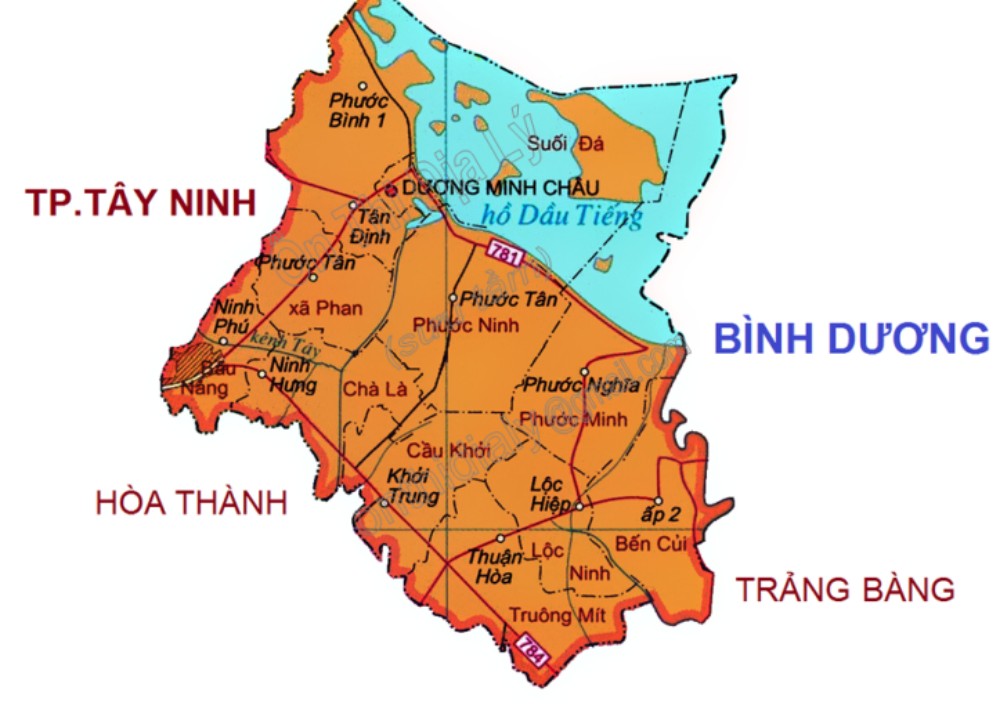 Phước
Bình 1
Suối Đá
TP.TÂY NINH
DƯƠNG MINH CHÂU
hồ Dầu Tiếng
Tân
Định
781
Phước Tân
xã Phan
Phước Tân
Phước Ninh
Ninh
Phú
kênh Tây
BÌNH DƯƠNG
Bàu
Năng
Ninh
Hưng
Chà Là
Phước Nghĩa
Phước Minh
Cầu Khởi
Khởi
Trung
Lộc
Hiệp
HÒA THÀNH
ấp 2
Bến Củi
Thuận
Hòa
Lộc
Ninh
TRẢNG BÀNG
Truông Mít
784